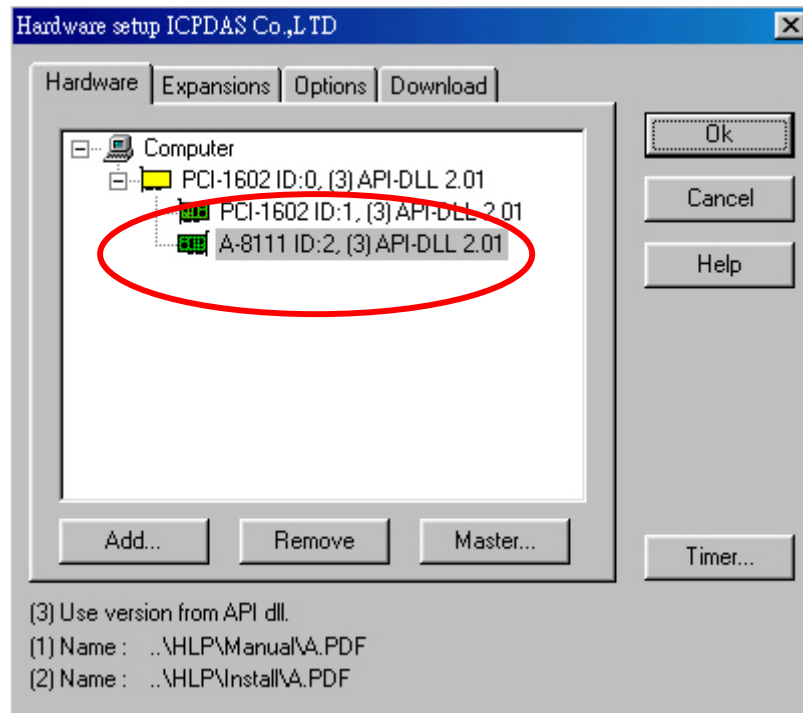 Hardware setup ICPDAS Co.,LTD
Hardware Expansions Options Download
Computer
PCI-1602 ID:0, (3) API-DLL 2.01
PCI-1602 ID:1, (3) API-DLL 2.01
A-8111 ID:2, (3) API-DLL 2.01
Ok
Cancel
Help
Add... Remove Master...
Timer...
(3) Use version from API dll.
(1) Name : ..\HLP\Manual\A.PDF
(2) Name : ..\HLP\Install\A.PDF